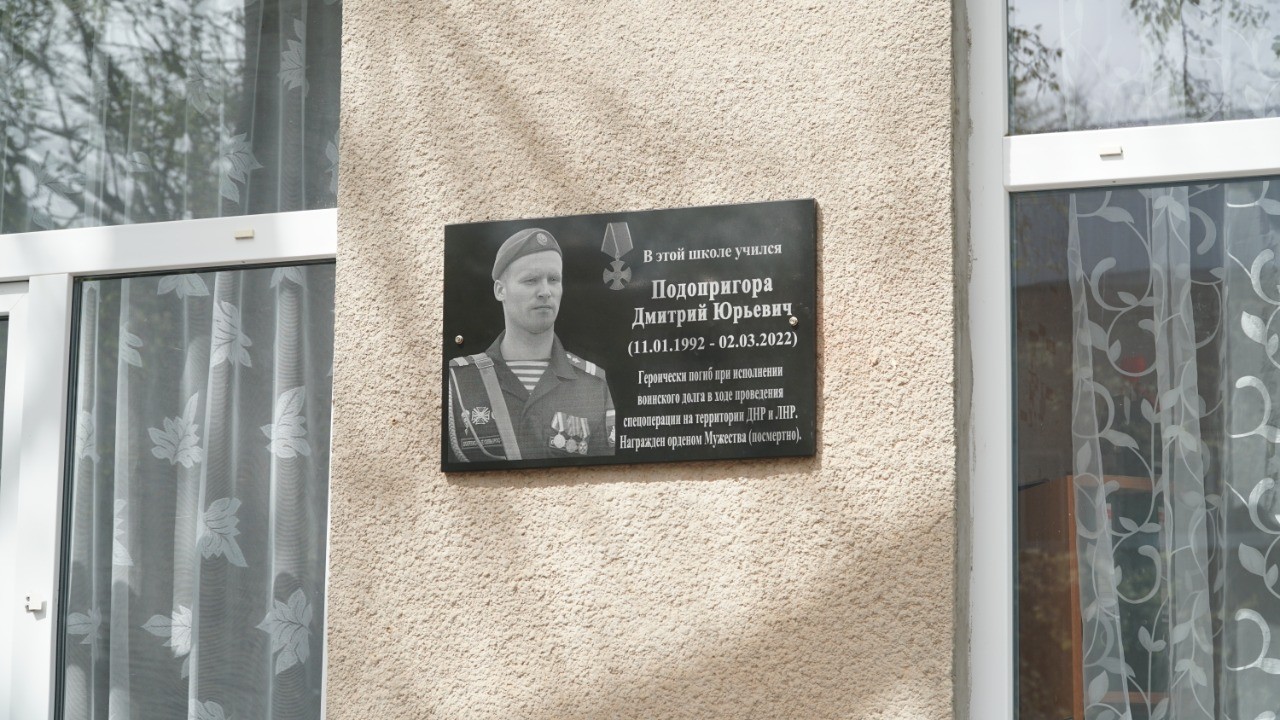 В этой школе учился
Подопригора
Дмитрий Юрьевич
(11.01.1992 - 02.03.2022)
Героически погиб при исполнении
воинского долга в ходе проведения
спецоперации на территории ДНР и ЛНР.
Награжден орденом Мужества (посмертно).